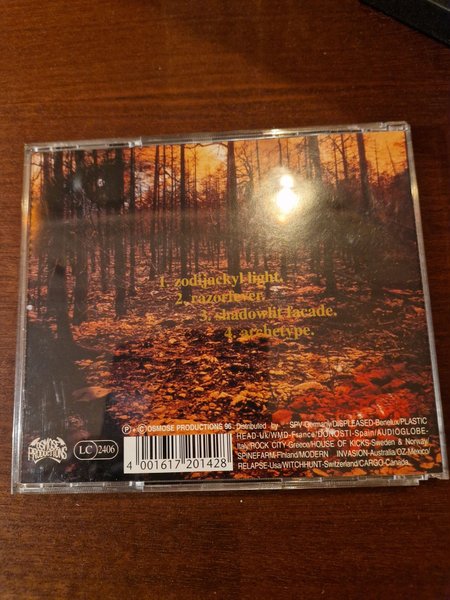 1. zodijackyl light.
2. razorfever.
3. shadowlit facade.
4. archetype.
OSMOSE
PRODUCTIONS
LC 2406
4 001617 201428
Ⓟ + ©OSMOSE PRODUCTIONS 96 Distributed by SPV-Germany/DISPLEASED-Benelux/PLASTIC
HEAD-Uk/WMD-France/DONOSTI-Spain/AUDIOGLOBE-
Italy/ROCK CITY-Greece/HOUSE OF KICKS-Sweden & Norway,
SPINEFARM-Finland/MODERN INVASION-Australia/OZ-Mexico/
RELAPSE-Usa/WITCHHUNT-Switzerland/CARGO-Canada.